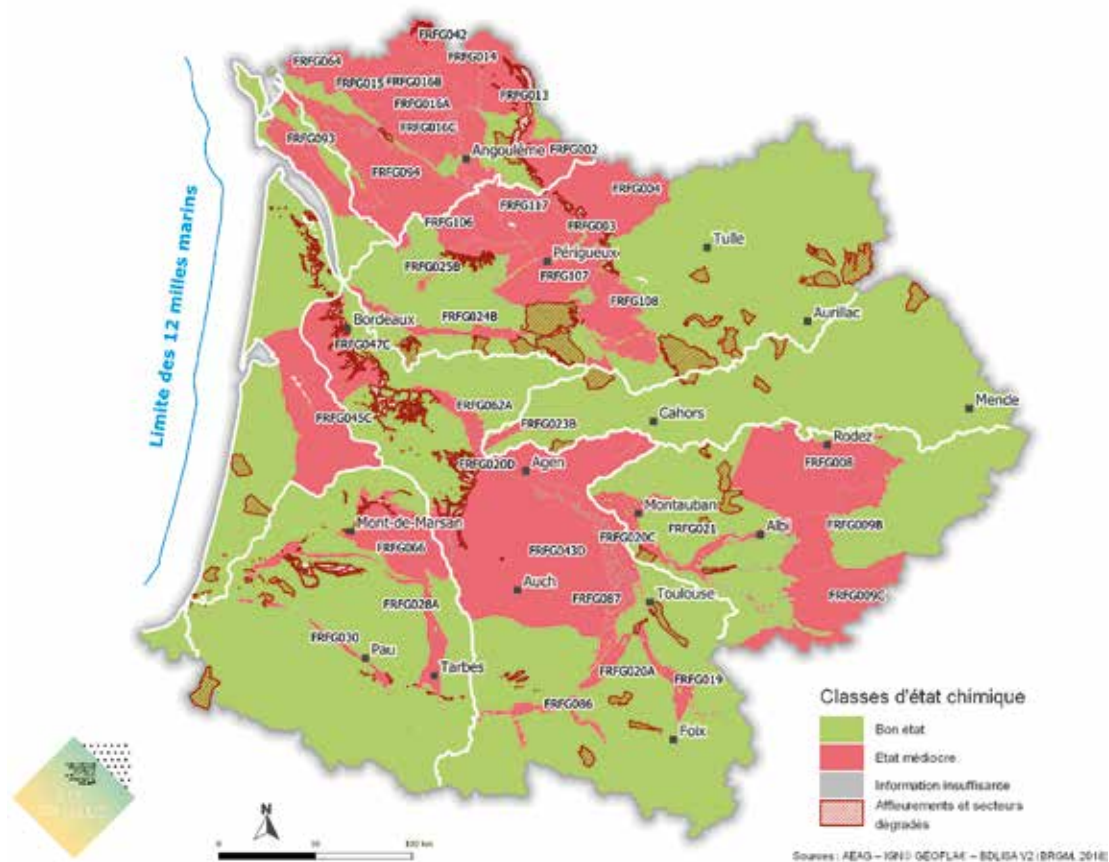 FRFG042
FRFG064
FRFG014
FRFG015
FRFG016B
FRFG013
FRFG016A
FRFG016C
FRFG093
Angoulême
FRFG002
FRFG094
FRFG004
FRFG117
FRFG106
FRFG003
Tulle
Périgueux
FRFG025B
FRFG107
FRFG108
Limite des 12 milles marins
Bordeaux
FRFG024B
Aurillac
FRFG047C
FRFG062A
FRFG045C
FRFG023B
Cahors
Mende
Rodez
FRFG020D
Agen
FRFG008
Montauban
Mont-de-Marsan
FRFG021
Albi
FRFG009B
FRFG020C
FRFG066
FRFG043D
Auch
FRFG087
Toulouse
FRFG009C
FRFG028A
FRFG030
Pau
Tarbes
FRFG020A
FRFG019
FRFG086
Foix
Classes d'état chimique
Bon état
Etat médiocre
Information insuffisante
Affleurements et secteurs
dégradés
N
0
50
100 km
Sources : AEAG – IGN© GEOFLA® – BDLISA V2 (BRGM, 2018)